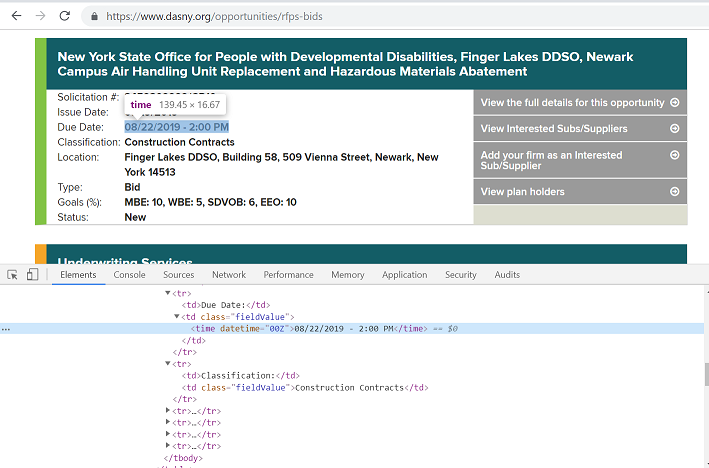 https://www.dasny.org/opportunities/rfps-bids
New York State Office for People with Developmental Disabilities, Finger Lakes DDSO, Newark
Campus Air Handling Unit Replacement and Hazardous Materials Abatement
Solicitation #:
time 139.45 × 16.67
Issue Date:
Due Date: 08/22/2019 - 2:00 PM
Classification: Construction Contracts
Location: Finger Lakes DDSO, Building 58, 509 Vienna Street, Newark, New
York 14513
Type: Bid
Goals (%): MBE: 10, WBE: 5, SDVOB: 6, EEO: 10
Status: New
View the full details for this opportunity
View Interested Subs/Suppliers
Add your firm as an Interested
Sub/Supplier
View plan holders
Underwriting Services
Elements Console Sources Network Performance Memory Application Security Audits
▼<tr>
<td>Due Date:</td>
▼<td class="fieldValue">
... <time datetime="00Z">08/22/2019 - 2:00 PM</time> == $0
</td>
</tr>
▼<tr>
<td>Classification:</td>
<td class="fieldValue">Construction Contracts</td>
</tr>
▶<tr>…</tr>
▶<tr>…</tr>
▶<tr>…</tr>
▶<tr>…</tr>
</tbody>